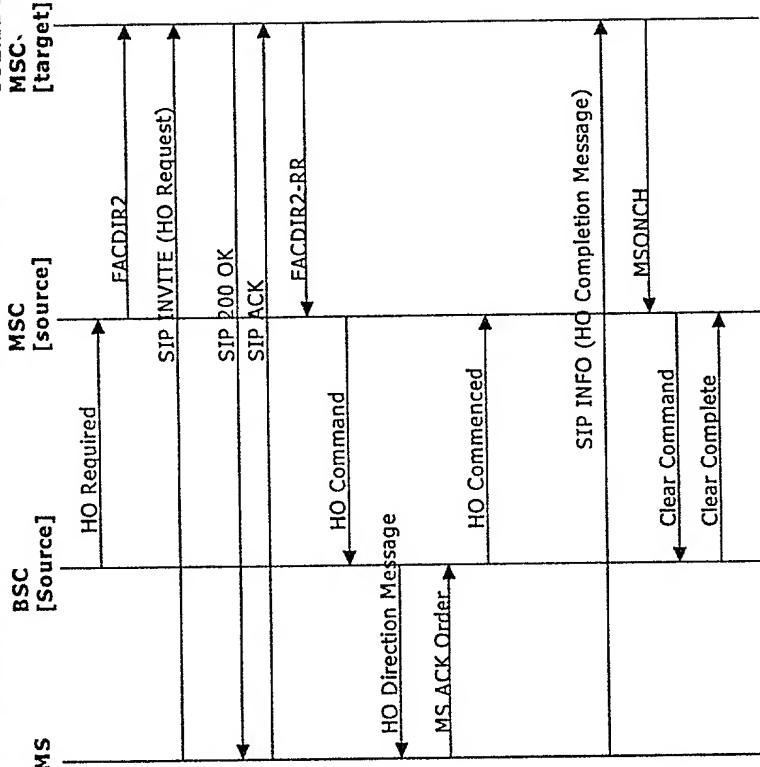 MS
BSC
[Source]
MSC
[source]
MSC
[target]
HO Required
FACDIR2
SIP INVITE (HO Request)
SIP 200 OK
SIP ACK
FACDIR2-RR
HO Command
HO Direction Message
MS ACK Order
HO Commenced
SIP INFO (HO Completion Message)
MSONCH
Clear Command
Clear Complete